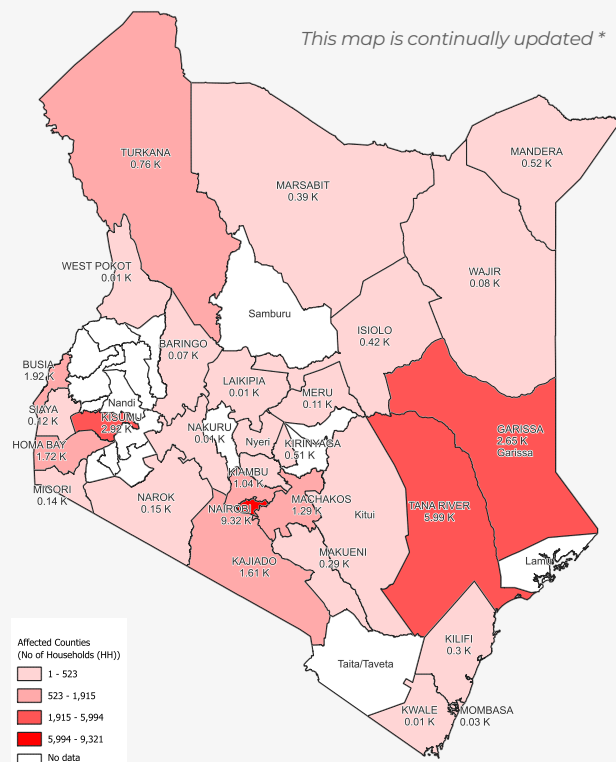 This map is continually updated *
TURKANA
0.76 K
MARSABIT
0.39 K
MANDERA
0.52 K
WEST POKOT
0.01 K
WAJIR
0.08 K
Samburu
ISIOLO
0.42 K
BARINGO
0.07 K
BUSIA
1.92 K
LAIKIPIA
0.01 K
MERU
0.11 K
Nandi
SIAYA
0.12 K
KISUMU
2.92 K
NAKURU
0.01 K
Nyeri
KIRINYAGA
0.51 K
GARISSA
2.65 K
Garissa
HOMA BAY
1.72 K
KIAMBU
1.04 K
MIGORI
0.14 K
NAROK
0.15 K
NAIROBI
9.32 K
MACHAKOS
1.29 K
Kitui
TANA RIVER
5.99 K
KAJIADO
1.61 K
MAKUENI
0.29 K
Lamu
Taita/Taveta
KILIFI
0.3 K
KWALE
0.01 K
MOMBASA
0.03 K
Affected Counties
(No of Households (HH))
1 - 523
523 - 1,915
1,915 - 5,994
5,994 - 9,321
No data